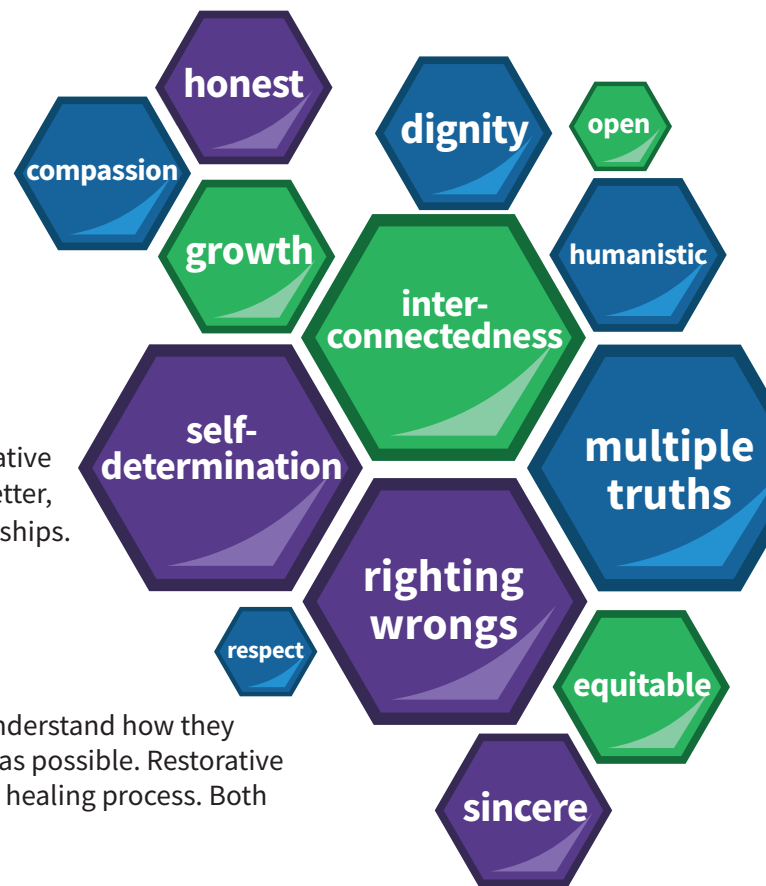 honest
compassion
dignity
open
growth
humanistic
inter-
connectedness
self-
determination
multiple
truths
ative
etter,
ships.
righting
wrongs
respect
equitable
nderstand how they
as possible. Restorative
healing process. Both
sincere